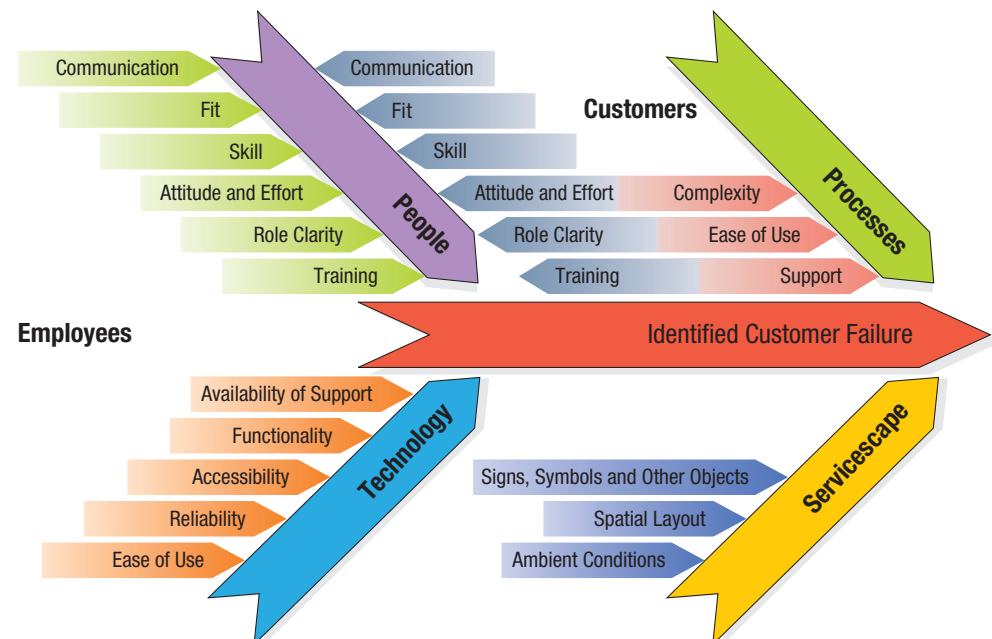 Communication
Communication
Fit
Fit
Customers
Skill
Skill
Attitude and Effort
Attitude and Effort
Complexity
Role Clarity
Role Clarity
Ease of Use
Training
Training
Support
People
Processes
Employees
Identified Customer Failure
Availability of Support
Functionality
Accessibility
Reliability
Ease of Use
Technology
Signs, Symbols and Other Objects
Spatial Layout
Ambient Conditions
Servicescape